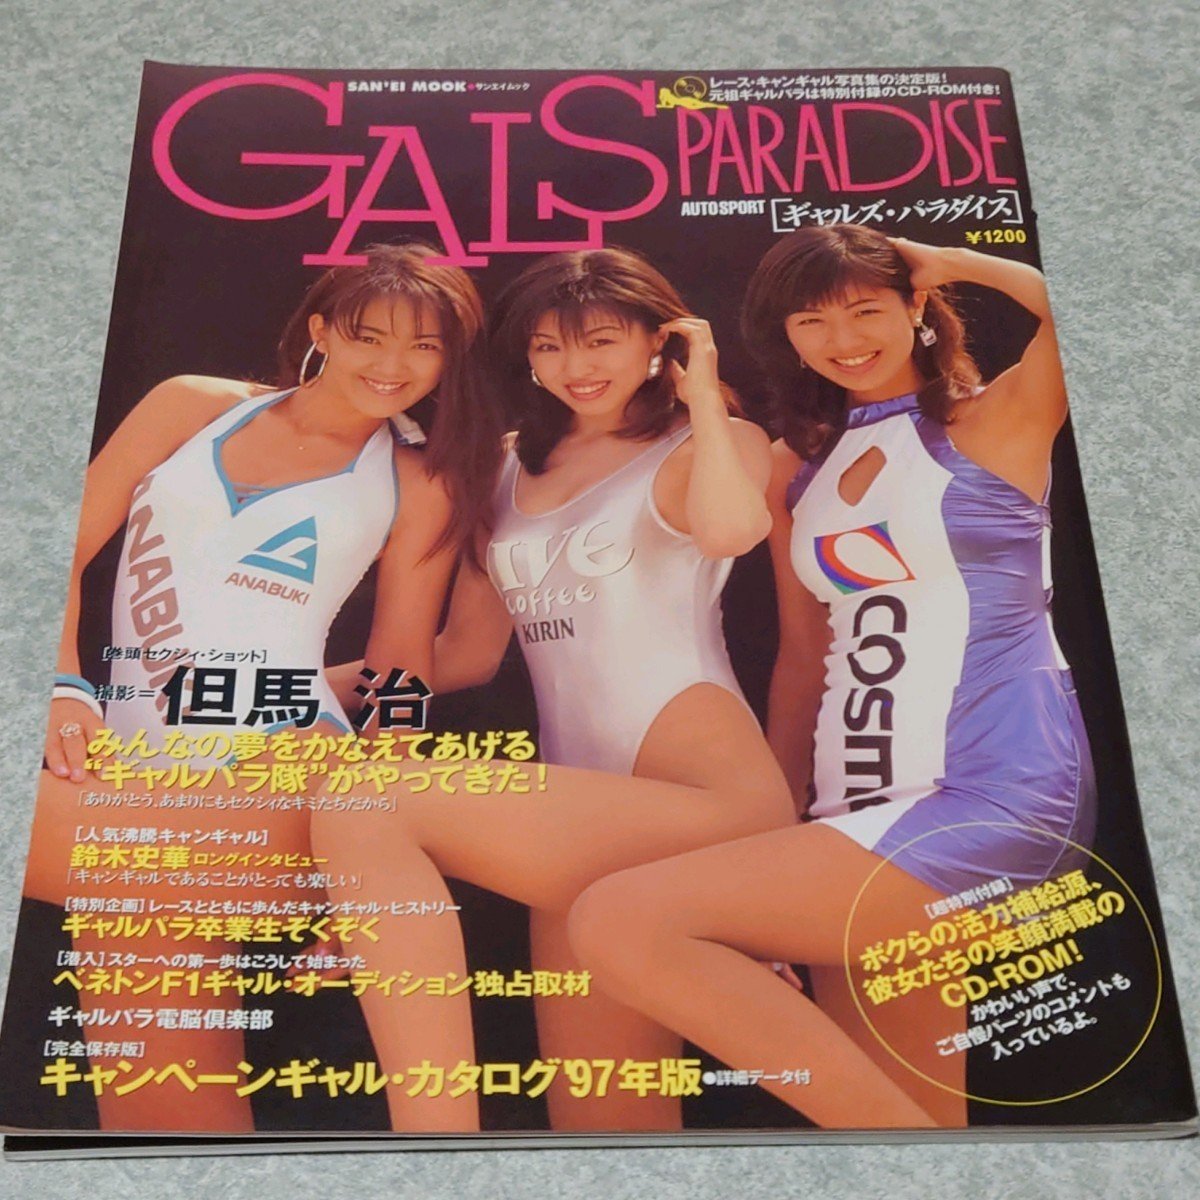 SAN'EI MOOK●サンエイムック
レース・キャンギャル写真集の決定版！
元祖ギャルパラは特別付録のCD-ROM付き！
GALS PARADISE
AUTO SPORT
[ギャルズ・パラダイス]
￥1200
ANABUKI
ANABUKI
IVE
coffee
KIRIN
COSM
[巻頭セクシィ・ショット]
撮影＝但馬 治
みんなの夢をかなえてあげる
“ギャルパラ隊”がやってきた！
「ありがとう、あまりにもセクシィなキミたちだから」
[人気沸騰キャンギャル]
鈴木史華ロングインタビュー
「キャンギャルであることがとっても楽しい」
[特別企画]レースとともに歩んだキャンギャル・ヒストリー
ギャルパラ卒業生ぞくぞく
[潜入]スターへの第一歩はこうして始まった
ベネトンF1ギャル・オーディション独占取材
ギャルパラ電脳倶楽部
[完全保存版]
キャンペーンギャル・カタログ'97年版●詳細データ付
[超特別付録]
ボクらの活力補給源、
彼女たちの笑顔満載の
CD-ROM！
かわいい声で、
ご自慢パーツのコメントも
入っているよ。